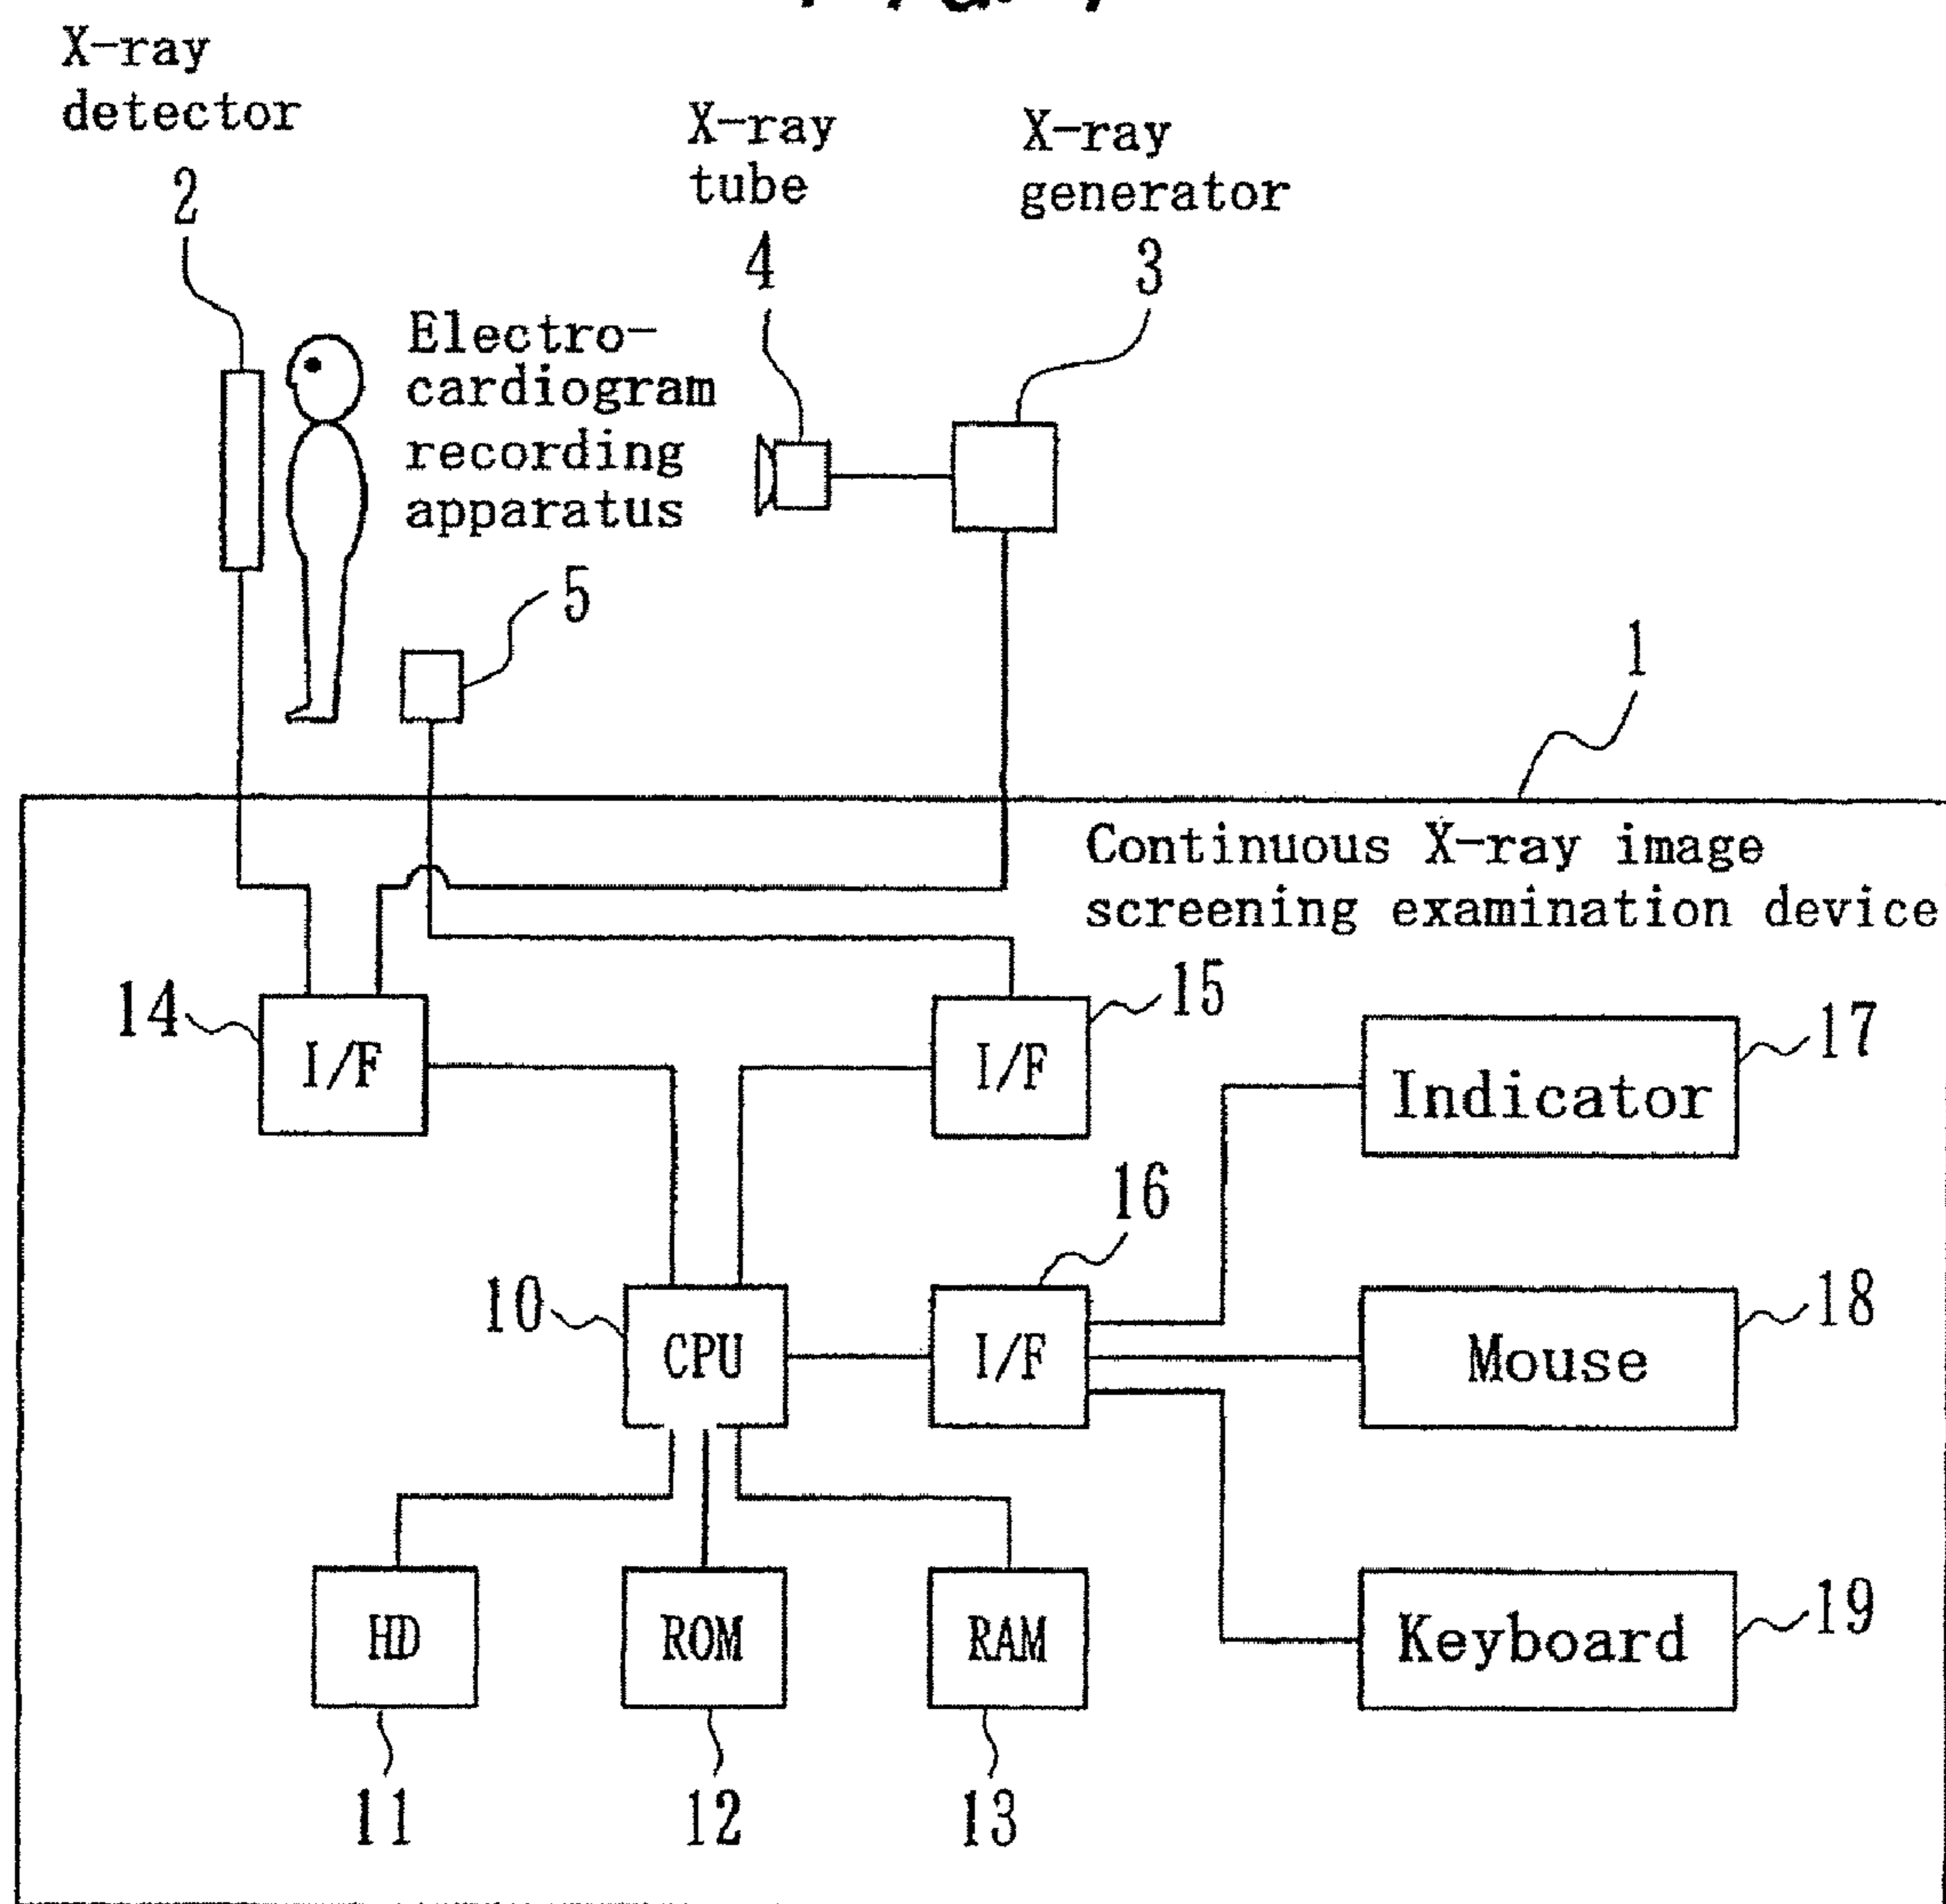 X-ray
detector
2
X-ray
tube
4
X-ray
generator
3
Electro-
cardiogram
recording
apparatus
5
1
Continuous X-ray image
screening examination device
14
I/F
15
I/F
17
Indicator
16
10
CPU
I/F
18
Mouse
HD
ROM
RAM
19
Keyboard
11
12
13